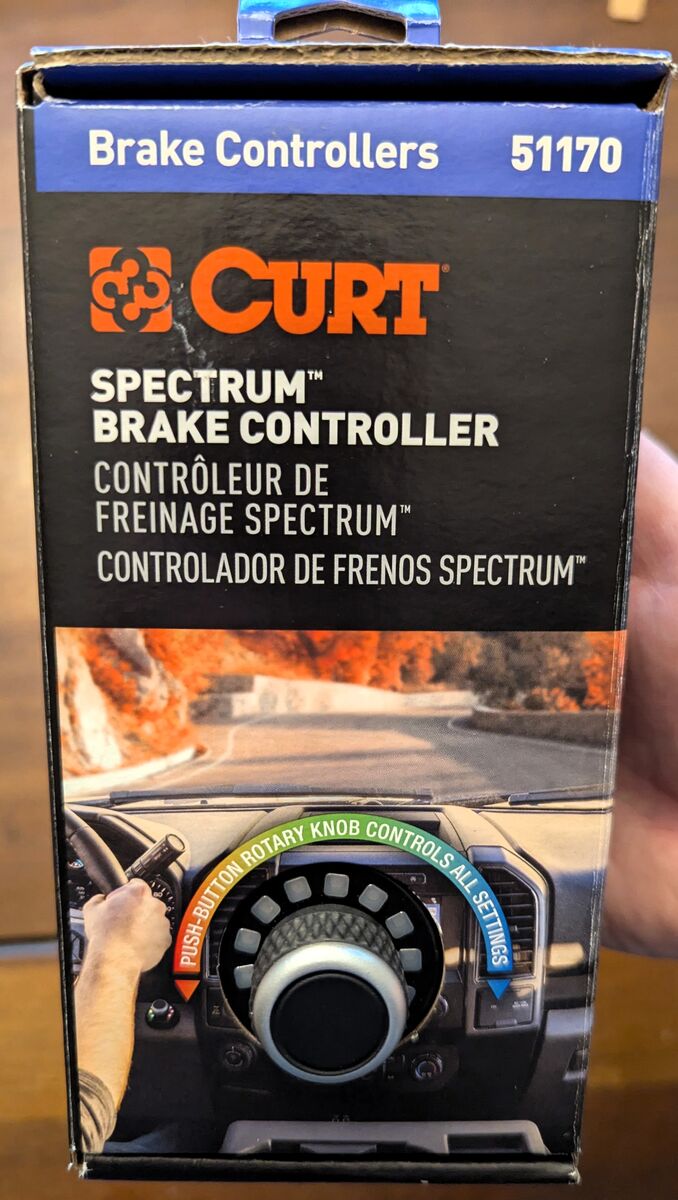 Brake Controllers 51170
CURT®
SPECTRUM™
BRAKE CONTROLLER
CONTRÔLEUR DE
FREINAGE SPECTRUM™
CONTROLADOR DE FRENOS SPECTRUM™
PUSH-BUTTON ROTARY KNOB CONTROLS ALL SETTINGS